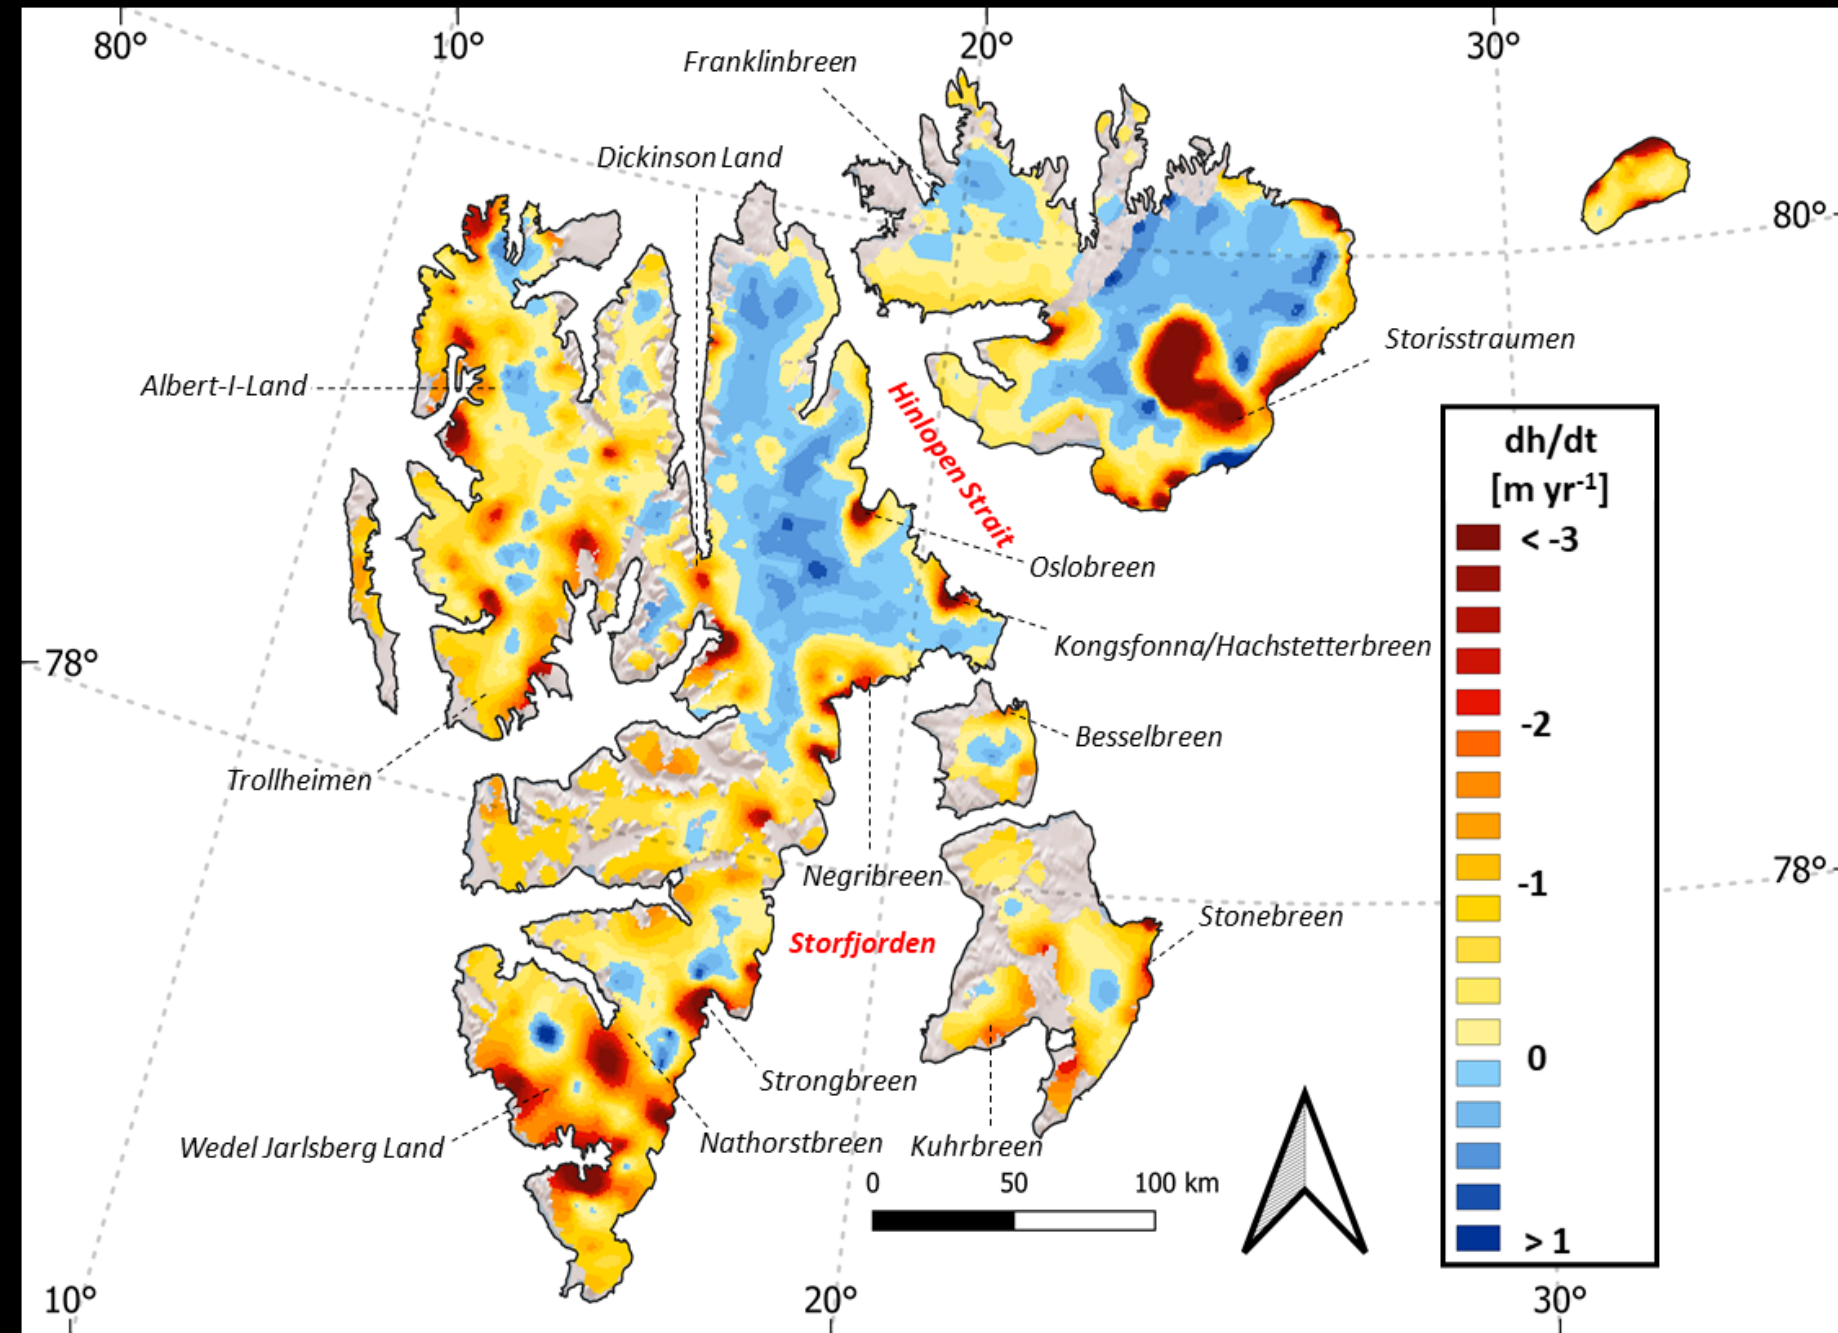 80°
10°
20°
30°
Franklinbreen
Dickinson Land
80°
Storisstraumen
Albert-I-Land
Hinlopen Strait
dh/dt
[m yr-1]
< -3
-2
-1
0
> 1
Oslobreen
Kongsfonna/Hachstetterbreen
78°
Besselbreen
Trollheimen
Negribreen
78°
Stonebreen
Storfjorden
Strongbreen
Wedel Jarlsberg Land
Nathorstbreen
Kuhrbreen
0 50 100 km
10°
20°
30°